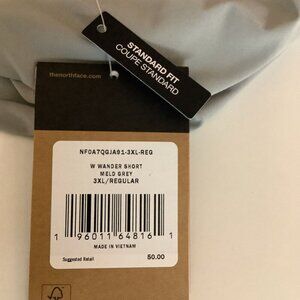 STANDARD FIT
COUPE STANDARD
thenorthface.com
NF0A7QGJA91-3XL-REG
W WANDER SHORT
MELD GREY
3XL/REGULAR
1 96011 64816 1
MADE IN VIETNAM
Suggested Retail 50.00
FSC